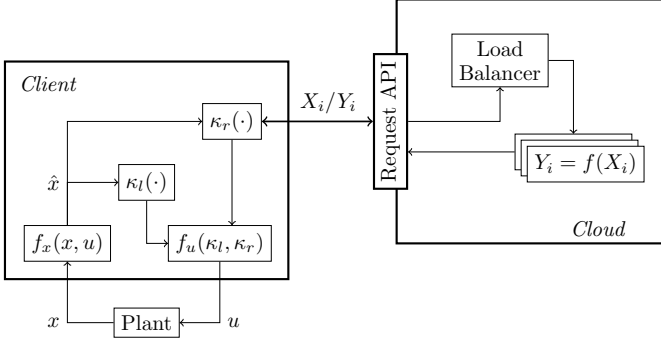 Client
κ_r(·)
x̂
κ_l(·)
f_x(x, u)
f_u(κ_l, κ_r)
x
Plant
u
X_i/Y_i
Request API
Load
Balancer
Y_i = f(X_i)
Cloud